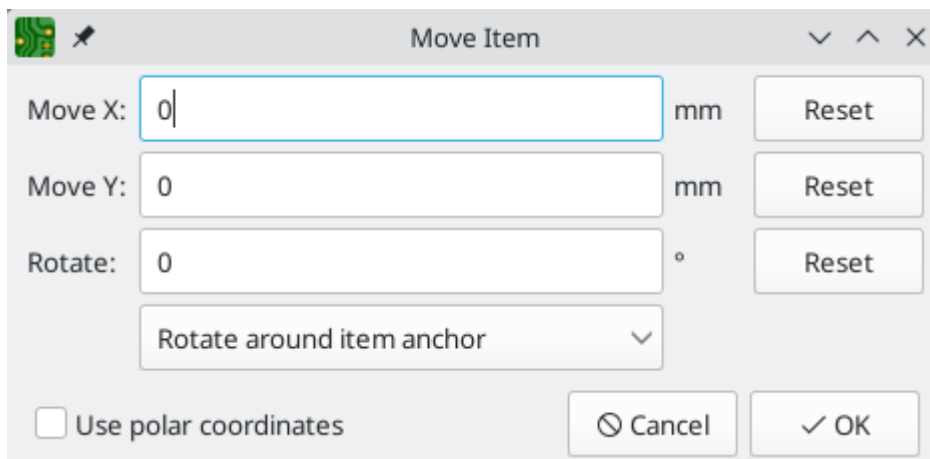 Move Item
Move X: 0 mm Reset
Move Y: 0 mm Reset
Rotate: 0 ° Reset
Rotate around item anchor
Use polar coordinates Cancel OK